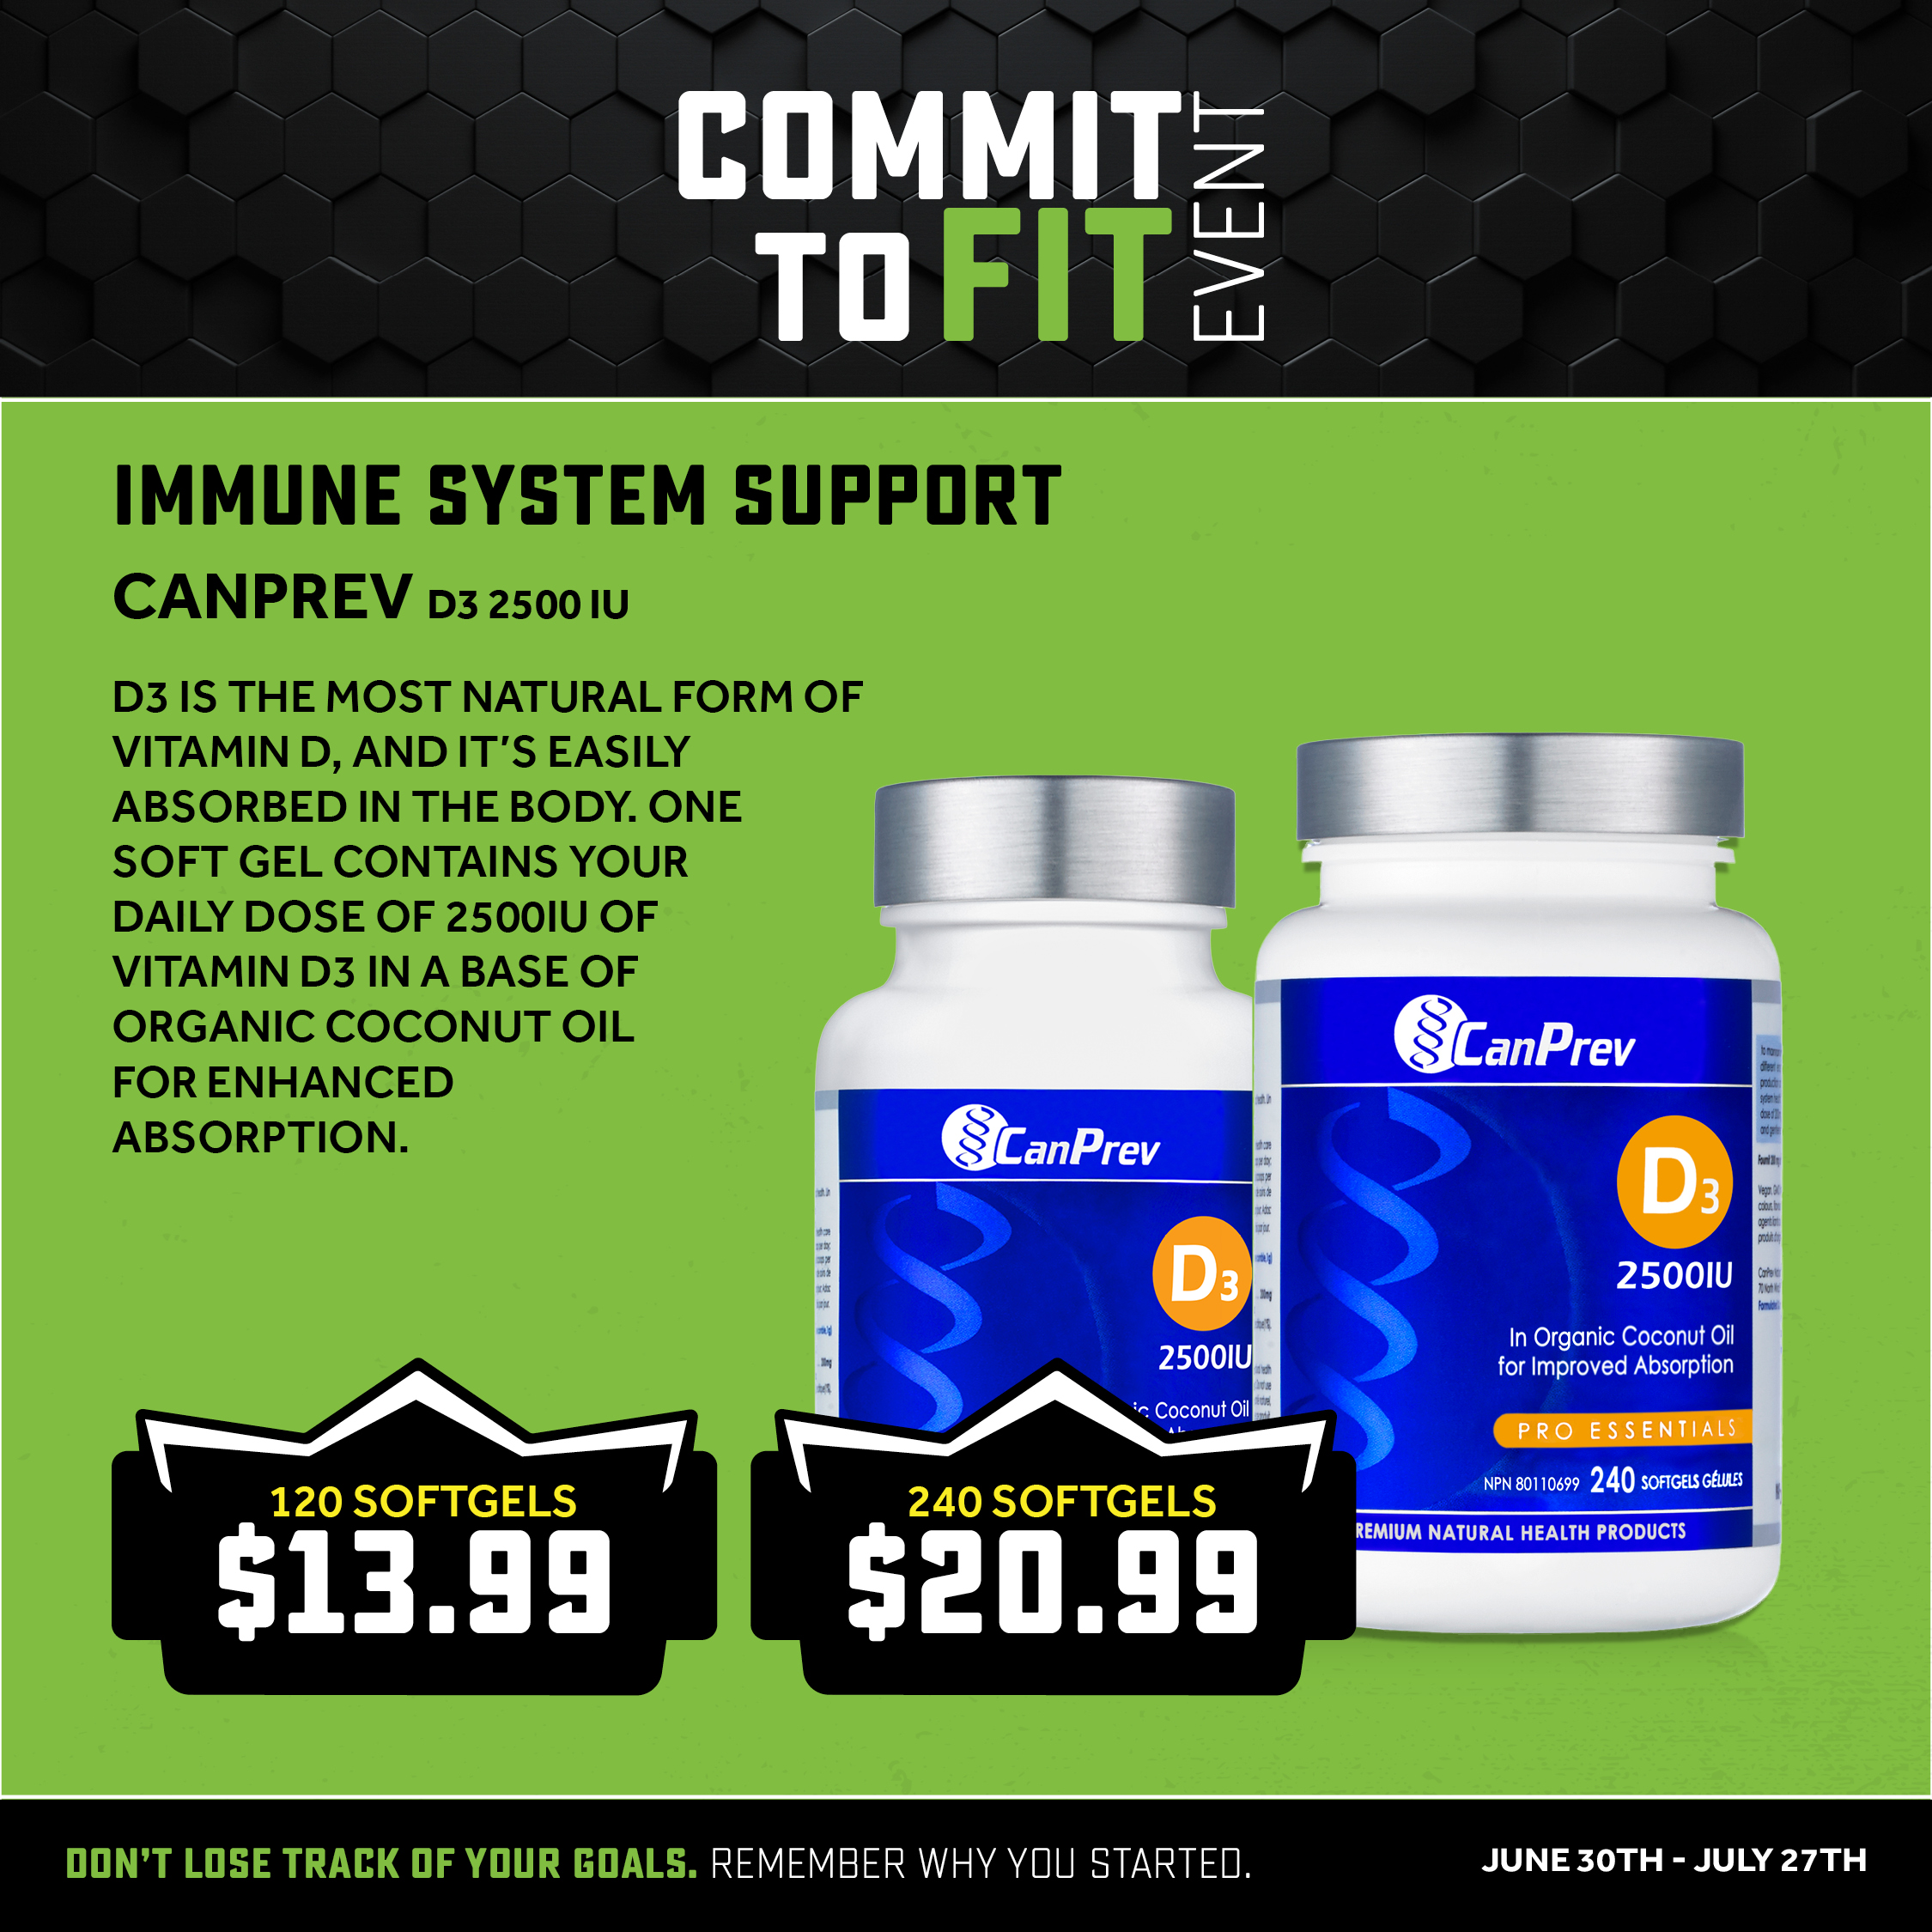 COMMIT
TO FIT
EVENT
IMMUNE SYSTEM SUPPORT
CANPREV D3 2500 IU
D3 IS THE MOST NATURAL FORM OF
VITAMIN D, AND IT'S EASILY
ABSORBED IN THE BODY. ONE
SOFT GEL CONTAINS YOUR
DAILY DOSE OF 2500IU OF
VITAMIN D3 IN A BASE OF
ORGANIC COCONUT OIL
FOR ENHANCED
ABSORPTION.
CanPrev
D3
2500IU
Coconut Oil
CanPrev
D3
2500IU
In Organic Coconut Oil
for Improved Absorption
PRO ESSENTIALS
NPN 80110699 240 SOFTGELS GÉLULES
REMIUM NATURAL HEALTH PRODUCTS
120 SOFTGELS
$13.99
240 SOFTGELS
$20.99
DON'T LOSE TRACK OF YOUR GOALS. REMEMBER WHY YOU STARTED.
JUNE 30TH - JULY 27TH